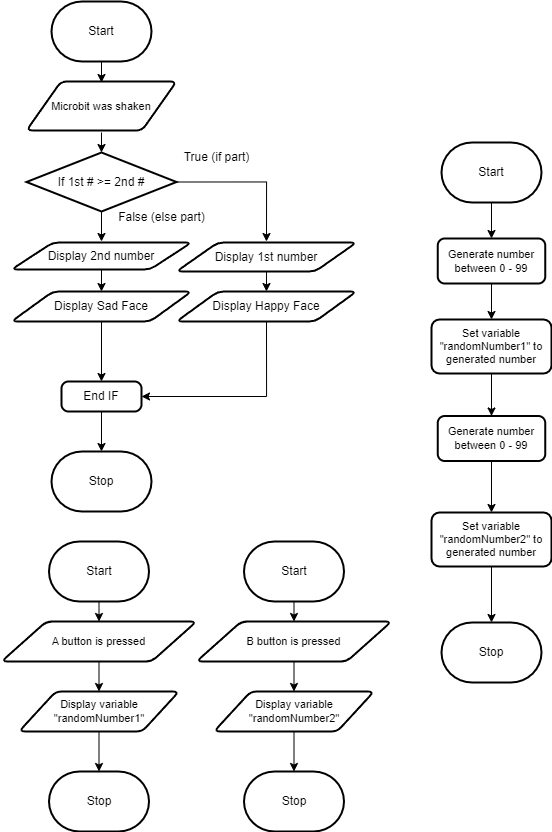 Start
Microbit was shaken
True (if part)
If 1st # >= 2nd #
False (else part)
Display 2nd number
Display 1st number
Display Sad Face
Display Happy Face
End IF
Stop
Start
Generate number
between 0 - 99
Set variable
"randomNumber1" to
generated number
Generate number
between 0 - 99
Set variable
"randomNumber2" to
generated number
Stop
Start
A button is pressed
Display variable
"randomNumber1"
Stop
Start
B button is pressed
Display variable
"randomNumber2"
Stop